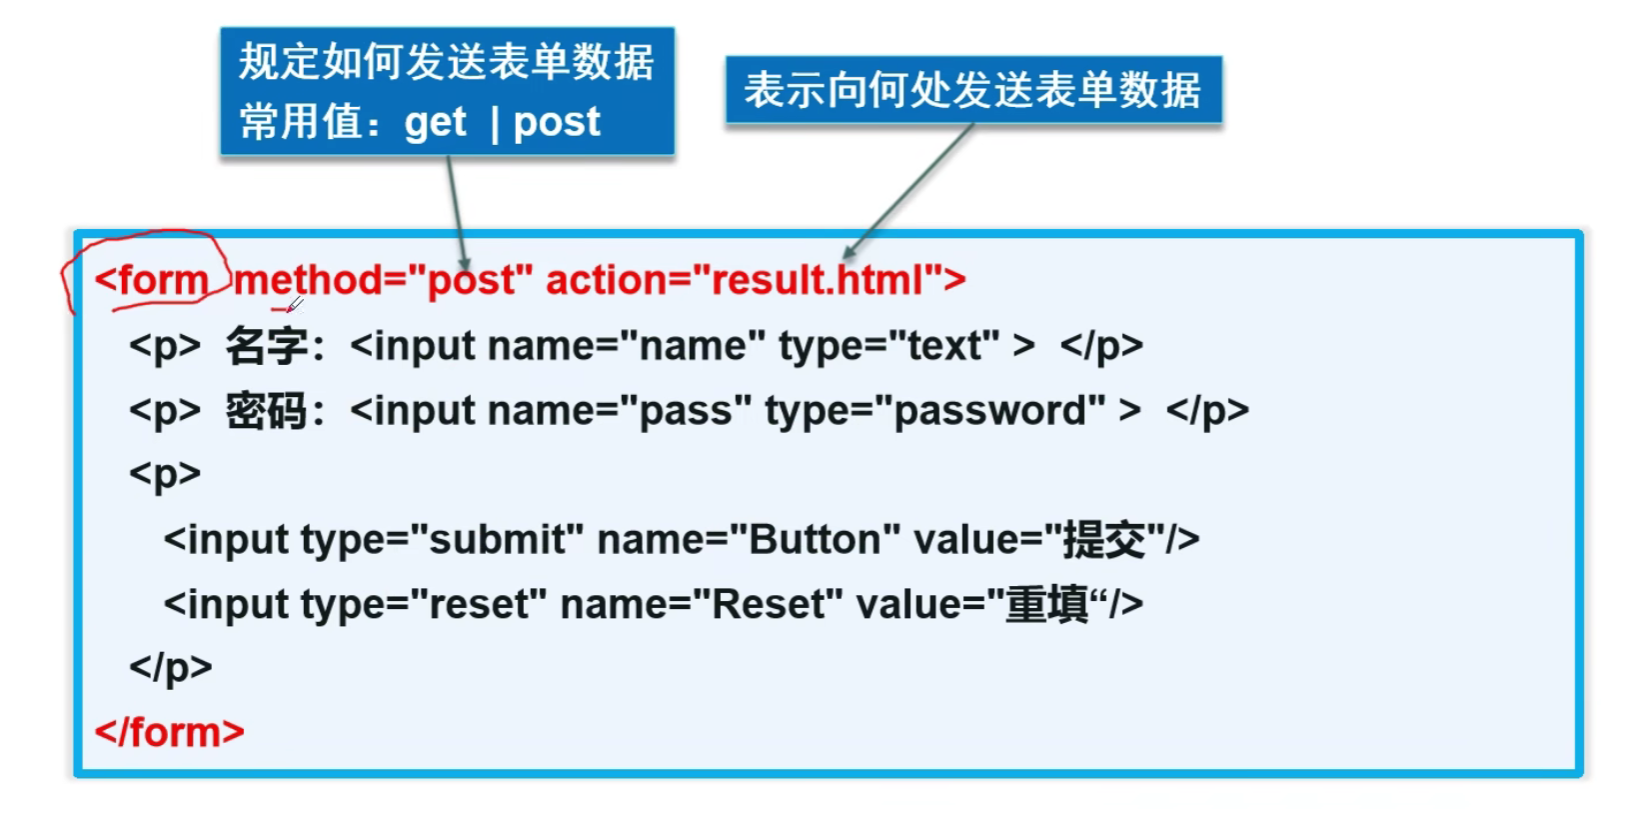 规定如何发送表单数据
常用值：get | post
表示向何处发送表单数据
<form method="post" action="result.html">
<p> 名字：<input name="name" type="text" > </p>
<p> 密码：<input name="pass" type="password" > </p>
<p>
<input type="submit" name="Button" value="提交"/>
<input type="reset" name="Reset" value="重填“/>
</p>
</form>